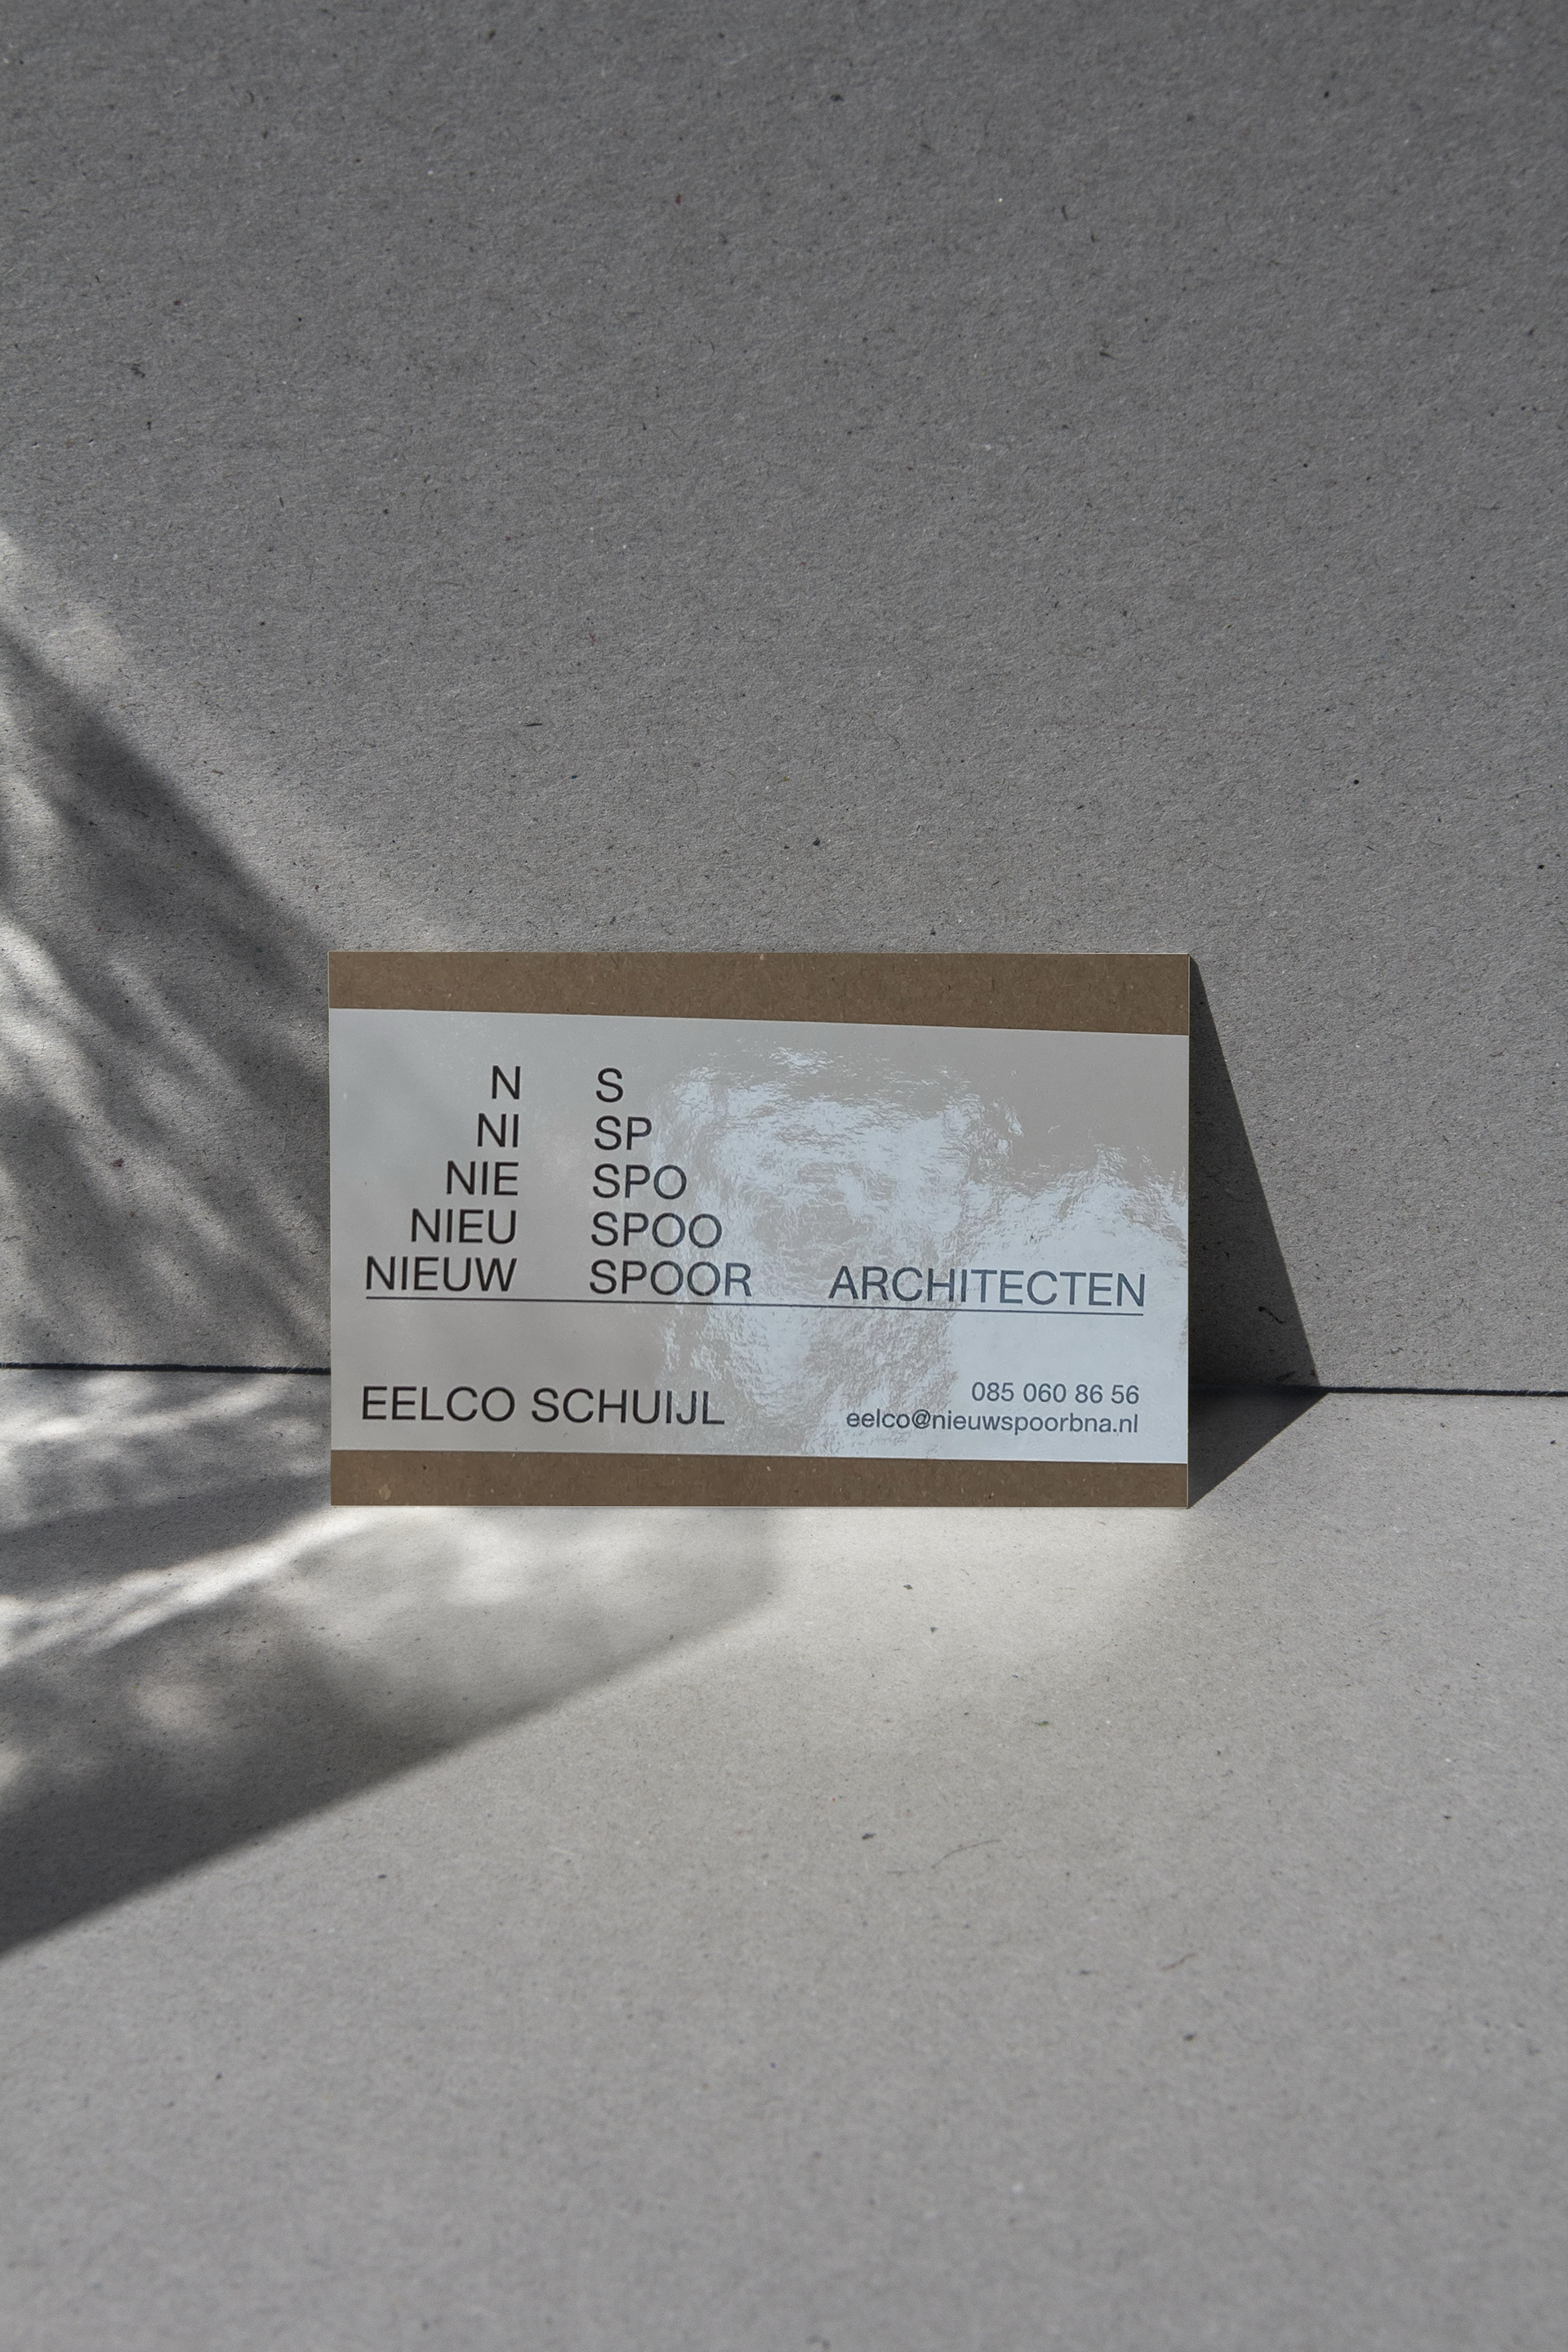 N S
NI SP
NIE SPO
NIEU SPOO
NIEUW SPOOR ARCHITECTEN
EELCO SCHUIJL
085 060 86 56
eelco@nieuwspoorbna.nl